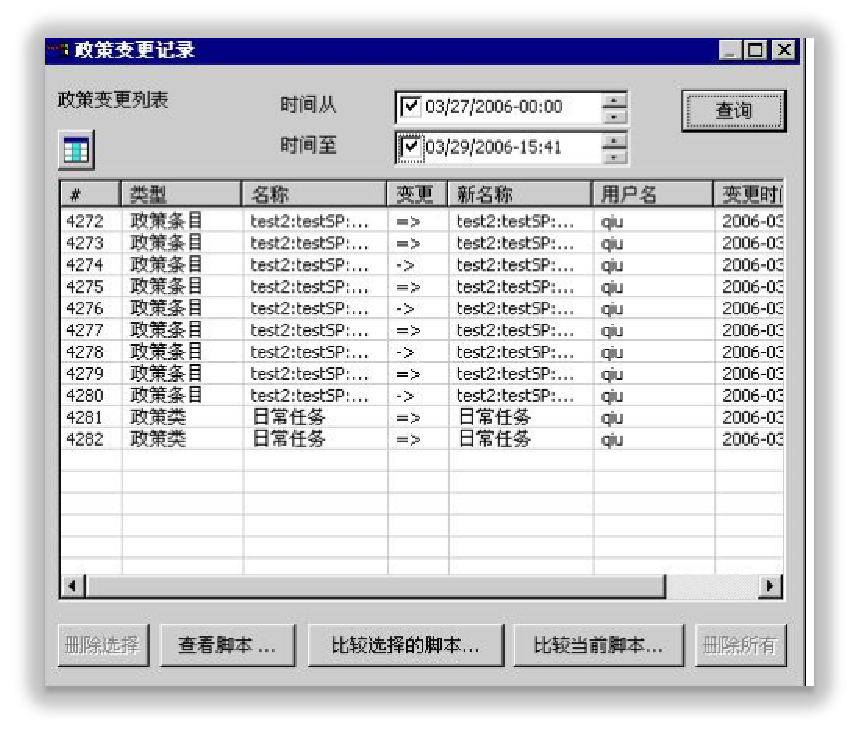 政策变更记录
政策变更列表 时间从 03/27/2006-00:00 查询
时间至 03/29/2006-15:41
# 类型 名称 变更 新名称 用户名 变更时
4272 政策条目 test2:testSP:... => test2:testSP:... qiu 2006-03
4273 政策条目 test2:testSP:... => test2:testSP:... qiu 2006-03
4274 政策条目 test2:testSP:... -> test2:testSP:... qiu 2006-03
4275 政策条目 test2:testSP:... => test2:testSP:... qiu 2006-03
4276 政策条目 test2:testSP:... -> test2:testSP:... qiu 2006-03
4277 政策条目 test2:testSP:... => test2:testSP:... qiu 2006-03
4278 政策条目 test2:testSP:... -> test2:testSP:... qiu 2006-03
4279 政策条目 test2:testSP:... => test2:testSP:... qiu 2006-03
4280 政策条目 test2:testSP:... -> test2:testSP:... qiu 2006-03
4281 政策类 日常任务 => 日常任务 qiu 2006-03
4282 政策类 日常任务 => 日常任务 qiu 2006-03
删除选择 查看脚本 ... 比较选择的脚本... 比较当前脚本... 删除所有